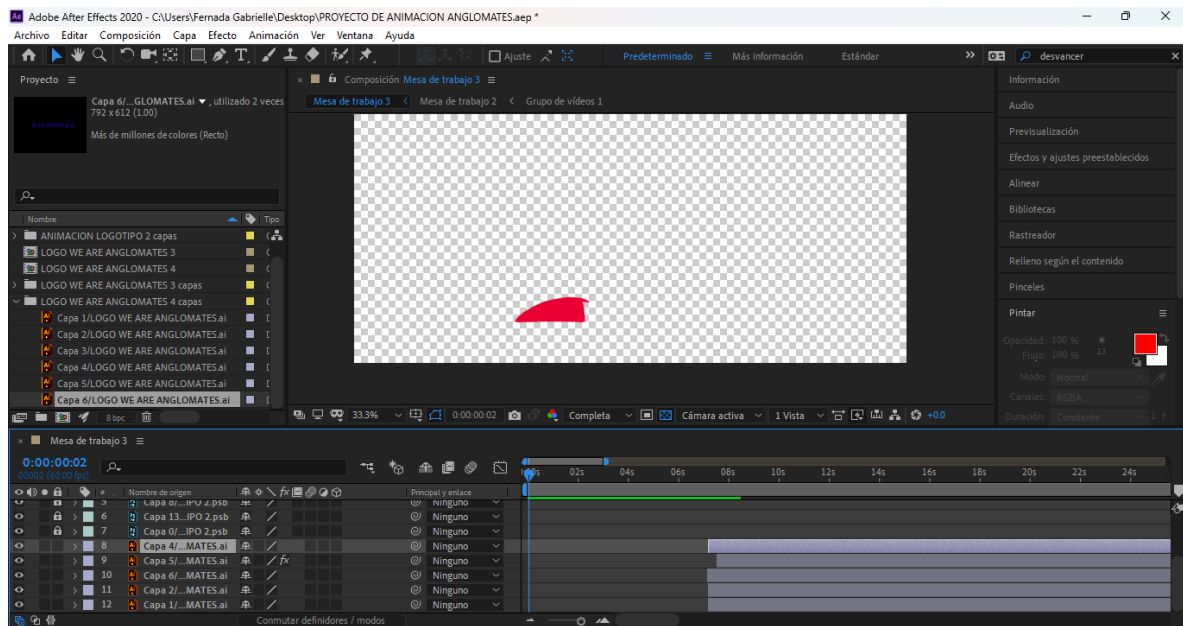 Adobe After Effects 2020 - C:\Users\Fernada Gabrielle\Desktop\PROYECTO DE ANIMACION ANGLOMATES.aep *
Archivo Editar Composición Capa Efecto Animación Ver Ventana Ayuda
Ajuste Predeterminado Más información Estándar desvancer
Proyecto
Composición Mesa de trabajo 3
Información
Capa 6/...GLOMATES.ai , utilizado 2 veces
792 x 612 (1.00)
Más de millones de colores (Recto)
Mesa de trabajo 3 Mesa de trabajo 2 Grupo de vídeos 1
Audio
Previsualización
Efectos y ajustes preestablecidos
Alinear
Bibliotecas
Rastreador
Relleno según el contenido
Pinceles
Pintar
Opacidad: 100 %
Flujo: 100 % 13
Modo: Normal
Canales: RGBA
Duración: Constante 1 f
Nombre Tipo
ANIMACION LOGOTIPO 2 capas
LOGO WE ARE ANGLOMATES 3
LOGO WE ARE ANGLOMATES 4
LOGO WE ARE ANGLOMATES 3 capas
LOGO WE ARE ANGLOMATES 4 capas
Capa 1/LOGO WE ARE ANGLOMATES.ai
Capa 2/LOGO WE ARE ANGLOMATES.ai
Capa 3/LOGO WE ARE ANGLOMATES.ai
Capa 4/LOGO WE ARE ANGLOMATES.ai
Capa 5/LOGO WE ARE ANGLOMATES.ai
Capa 6/LOGO WE ARE ANGLOMATES.ai
8 bpc
33.3% 0:00:00:02 Completa Cámara activa 1 Vista +0.0
Mesa de trabajo 3
0:00:00:02
00002 (60.00 fps)
02s 04s 06s 08s 10s 12s 14s 16s 18s 20s 22s 24s
# Nombre de origen Principal y enlace
5 Capa 8/...IPO 2.psb Ninguno
6 Capa 13...IPO 2.psb Ninguno
7 Capa 0/...IPO 2.psb Ninguno
8 Capa 4/...MATES.ai Ninguno
9 Capa 5/...MATES.ai fx Ninguno
10 Capa 6/...MATES.ai Ninguno
11 Capa 2/...MATES.ai Ninguno
12 Capa 1/...MATES.ai Ninguno
Conmutar definidores / modos